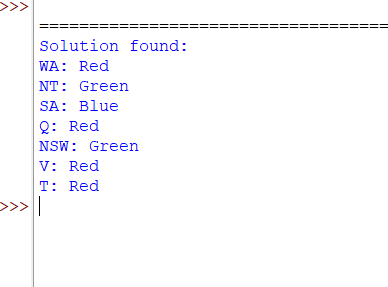 >>>
===================================
Solution found:
WA: Red
NT: Green
SA: Blue
Q: Red
NSW: Green
V: Red
T: Red
>>>